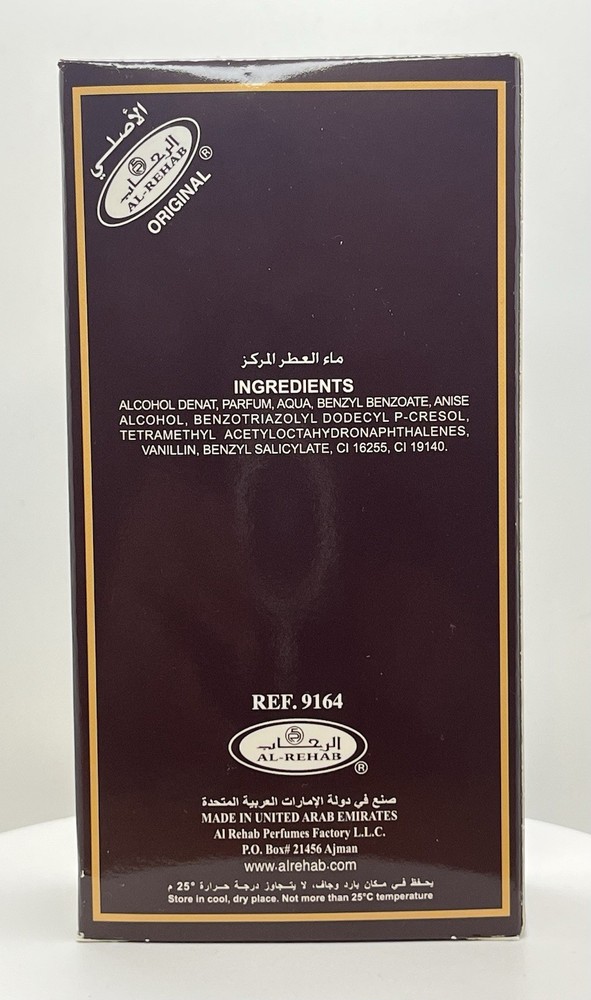 الأصلي
الرحاب
AL-REHAB
®
ORIGINAL
ماء العطر المركز
INGREDIENTS
ALCOHOL DENAT, PARFUM, AQUA, BENZYL BENZOATE, ANISE
ALCOHOL, BENZOTRIAZOLYL DODECYL P-CRESOL,
TETRAMETHYL ACETYLOCTAHYDRONAPHTHALENES,
VANILLIN, BENZYL SALICYLATE, CI 16255, CI 19140.
REF. 9164
الرحاب
AL-REHAB
®
صنع في دولة الإمارات العربية المتحدة
MADE IN UNITED ARAB EMIRATES
Al Rehab Perfumes Factory L.L.C.
P.O. Box# 21456 Ajman
www.alrehab.com
يحفظ في مكان بارد وجاف، لا يتجاوز درجة حرارة 25° م
Store in cool, dry place. Not more than 25°C temperature